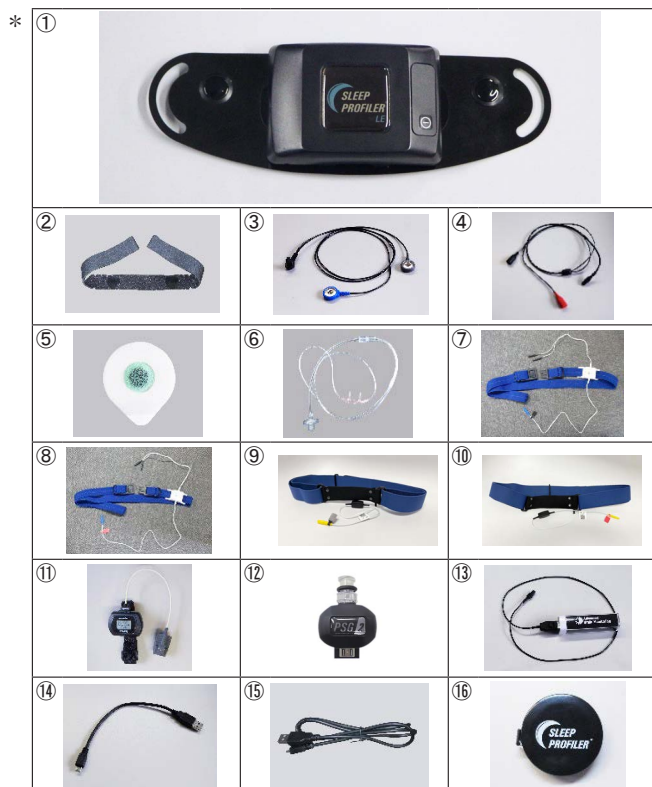 *
①
SLEEP
PROFILER
LE
②
③
④
⑤
⑥
⑦
⑧
⑨
⑩
⑪
⑫
PSG
⑬
⑭
⑮
⑯
SLEEP
PROFILER